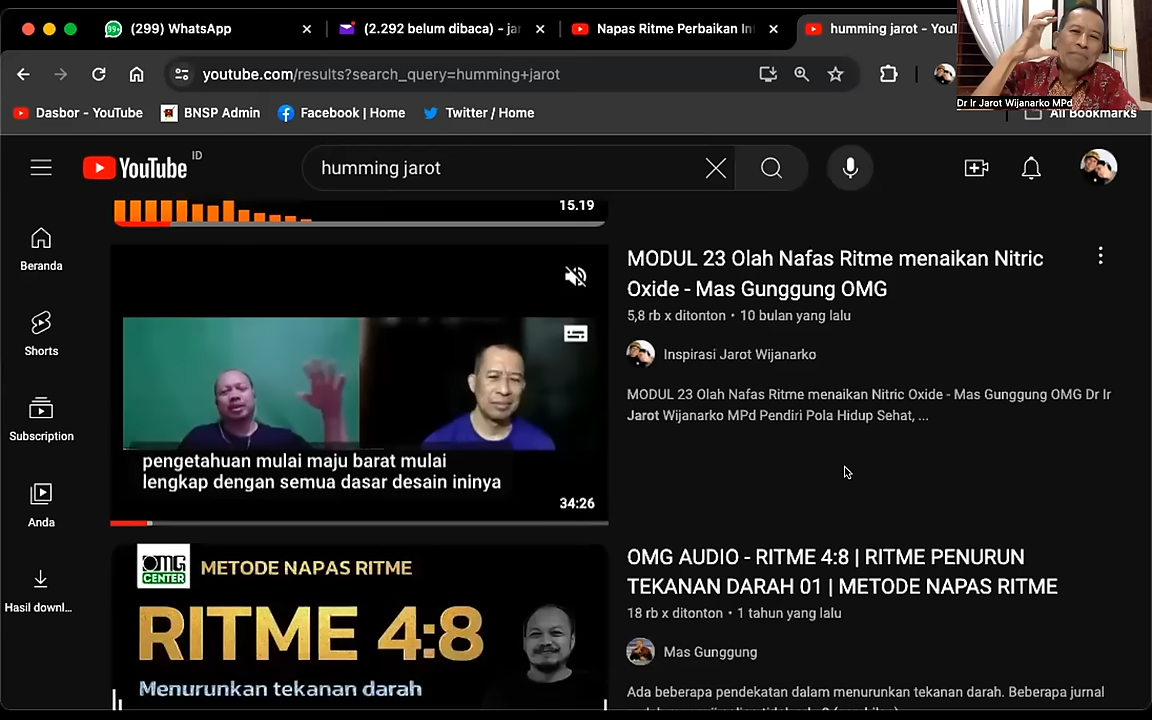 99+
(299) WhatsApp
(2.292 belum dibaca) - jar
Napas Ritme Perbaikan In
humming jarot - YouT
youtube.com/results?search_query=humming+jarot
Dr Ir Jarot Wijanarko MPd
Dasbor - YouTube
BNSP Admin
Facebook | Home
Twitter / Home
All Bookmarks
YouTube ID
humming jarot
15.19
Beranda
Shorts
Subscription
Anda
Hasil downl...
MODUL 23 Olah Nafas Ritme menaikan Nitric
Oxide - Mas Gunggung OMG
5,8 rb x ditonton • 10 bulan yang lalu
Inspirasi Jarot Wijanarko
MODUL 23 Olah Nafas Ritme menaikan Nitric Oxide - Mas Gunggung OMG Dr Ir
Jarot Wijanarko MPd Pendiri Pola Hidup Sehat, ...
pengetahuan mulai maju barat mulai
lengkap dengan semua dasar desain ininya
34:26
OMG
CENTER
METODE NAPAS RITME
RITME 4:8
Menurunkan tekanan darah
OMG AUDIO - RITME 4:8 | RITME PENURUN
TEKANAN DARAH 01 | METODE NAPAS RITME
18 rb x ditonton • 1 tahun yang lalu
Mas Gunggung
Ada beberapa pendekatan dalam menurunkan tekanan darah. Beberapa jurnal